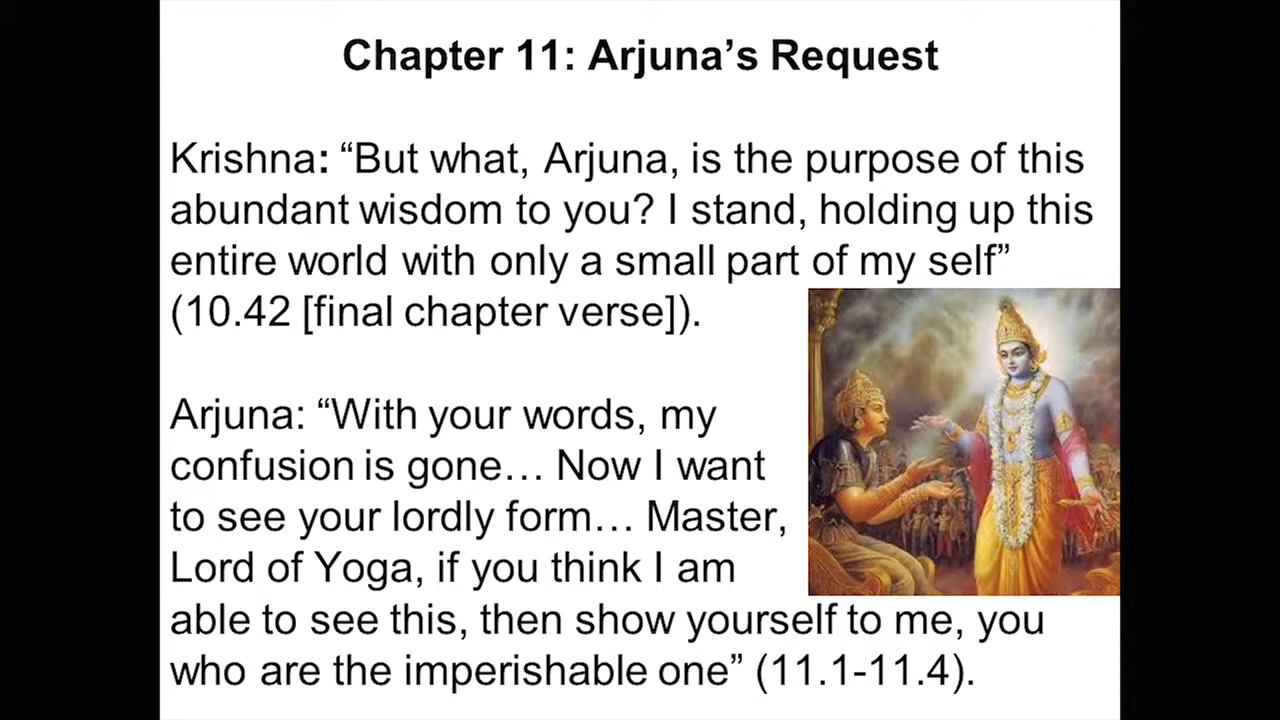 Chapter 11: Arjuna’s Request
Krishna: “But what, Arjuna, is the purpose of this
abundant wisdom to you? I stand, holding up this
entire world with only a small part of my self”
(10.42 [final chapter verse]).
Arjuna: “With your words, my
confusion is gone… Now I want
to see your lordly form… Master,
Lord of Yoga, if you think I am
able to see this, then show yourself to me, you
who are the imperishable one” (11.1-11.4).